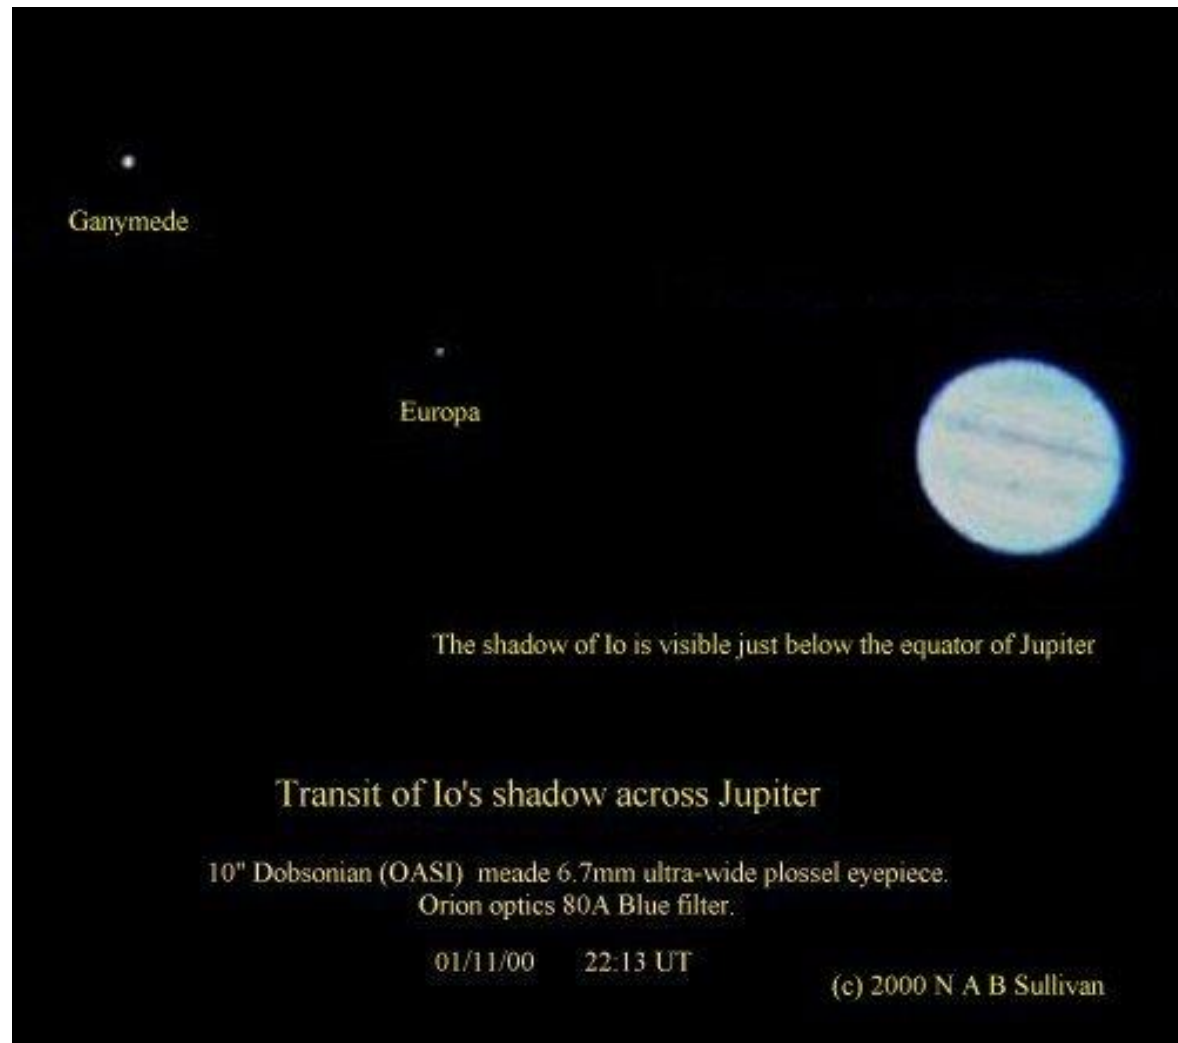 Ganymede
Europa
The shadow of Io is visible just below the equator of Jupiter
Transit of Io's shadow across Jupiter
10" Dobsonian (OASI)  meade 6.7mm ultra-wide plossel eyepiece.
Orion optics 80A Blue filter.
01/11/00 22:13 UT
(c) 2000 N A B Sullivan